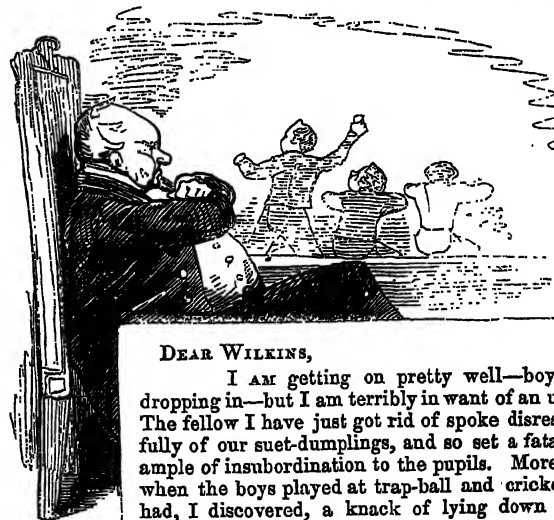 DEAR WILKINS,
I AM getting on pretty well—boy
dropping in—but I am terribly in want of an u
The fellow I have just got rid of spoke disres
fully of our suet-dumplings, and so set a fata
ample of insubordination to the pupils. More
when the boys played at trap-ball and cricke
had, I discovered, a knack of lying down